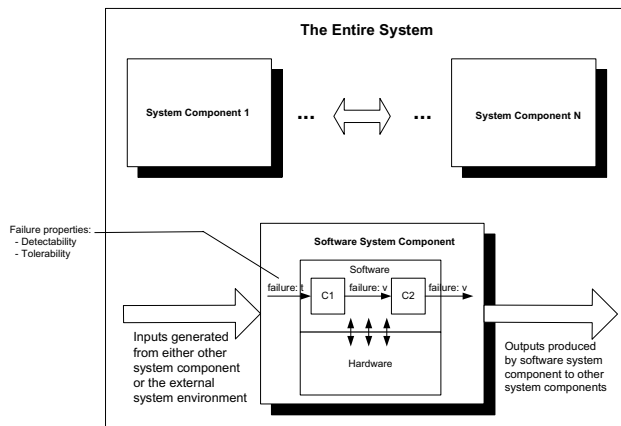 The Entire System
System Component 1
...
...
System Component N
Failure properties:
- Detectability
- Tolerability
Software System Component
Software
failure: t
C1
failure: v
C2
failure: v
Hardware
Inputs generated
from either other
system component
or the external
system environment
Outputs produced
by software system
component to other
system components